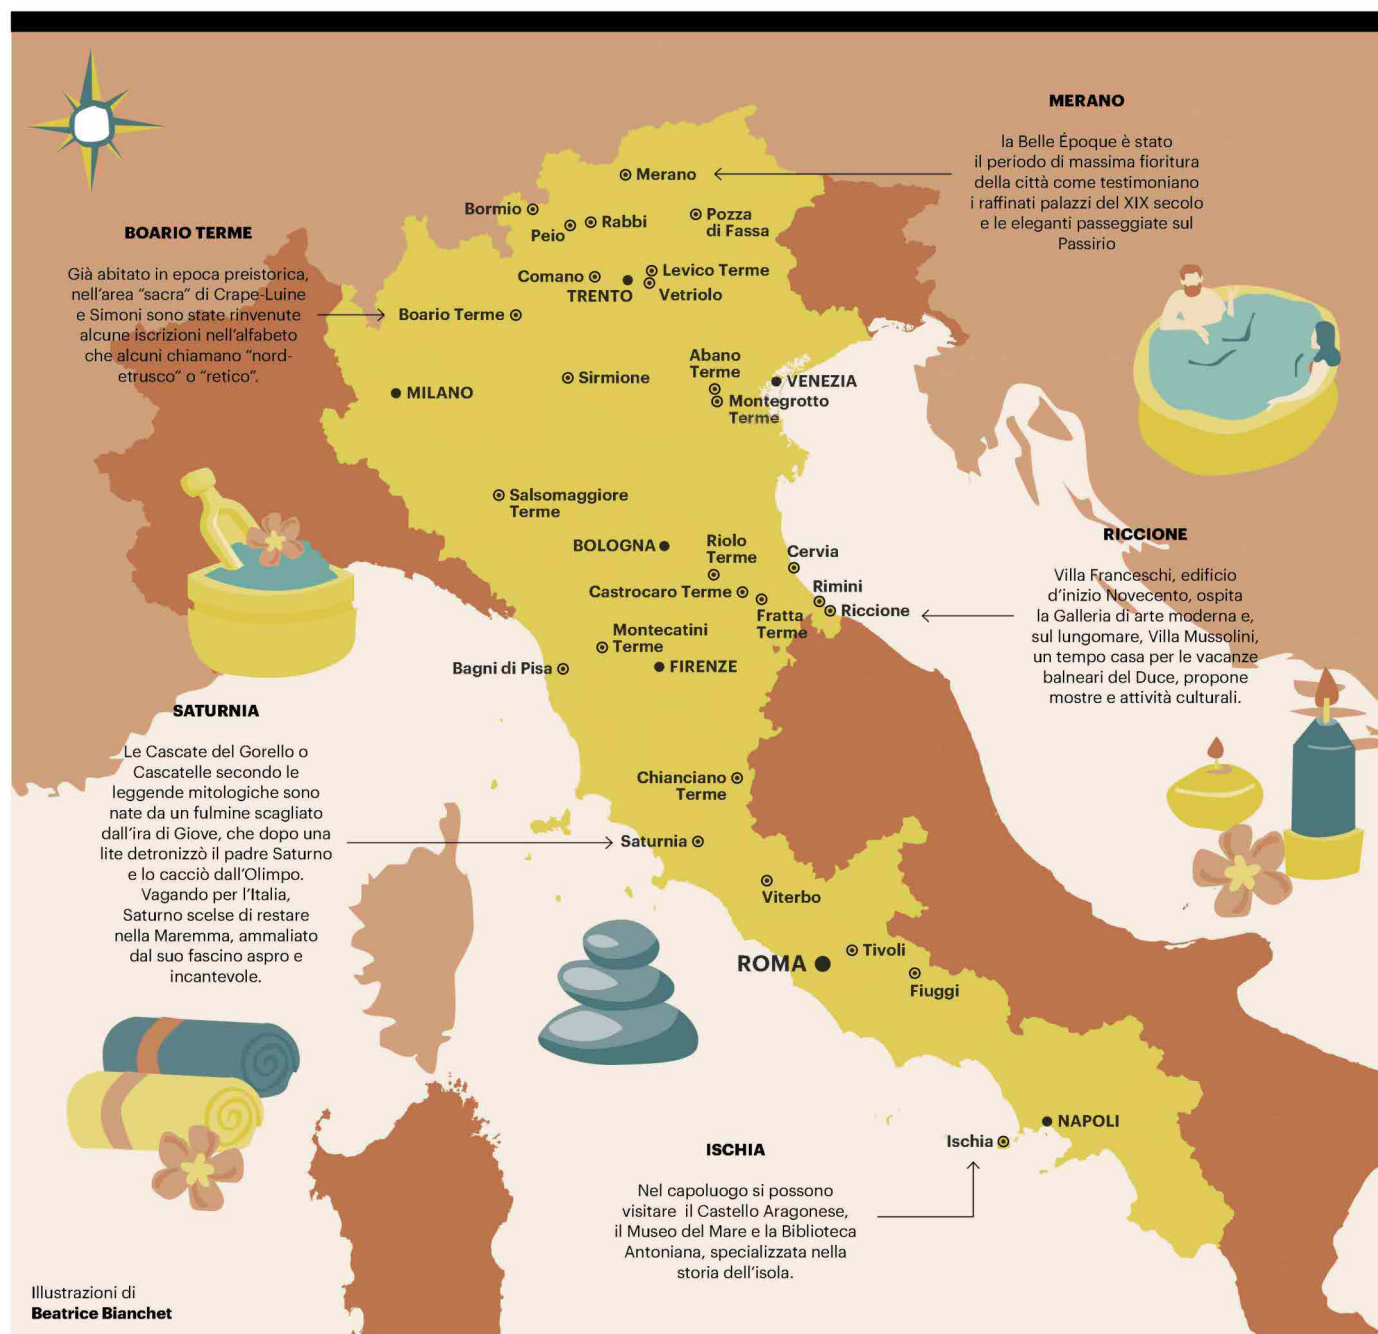 MERANO
la Belle Époque è stato
il periodo di massima fioritura
della città come testimoniano
i raffinati palazzi del XIX secolo
e le eleganti passeggiate sul
Passirio
BOARIO TERME
Già abitato in epoca preistorica,
nell'area “sacra” di Crape-Luine
e Simoni sono state rinvenute
alcune iscrizioni nell'alfabeto
che alcuni chiamano “nord-
etrusco” o “retico”.
Merano
Bormio
Peio
Rabbi
Pozza
di Fassa
Comano
TRENTO
Levico Terme
Vetriolo
Boario Terme
Abano
Terme
Sirmione
VENEZIA
MILANO
Montegrotto
Terme
Salsomaggiore
Terme
BOLOGNA
Riolo
Terme
Cervia
Castrocaro Terme
Rimini
Fratta
Terme
Riccione
Montecatini
Terme
Bagni di Pisa
FIRENZE
RICCIONE
Villa Franceschi, edificio
d'inizio Novecento, ospita
la Galleria di arte moderna e,
sul lungomare, Villa Mussolini,
un tempo casa per le vacanze
balneari del Duce, propone
mostre e attività culturali.
SATURNIA
Le Cascate del Gorello o
Cascatelle secondo le
leggende mitologiche sono
nate da un fulmine scagliato
dall'ira di Giove, che dopo una
lite detronizzò il padre Saturno
e lo cacciò dall'Olimpo.
Vagando per l'Italia,
Saturno scelse di restare
nella Maremma, ammaliato
dal suo fascino aspro e
incantevole.
Chianciano
Terme
Saturnia
Viterbo
ROMA
Tivoli
Fiuggi
NAPOLI
Ischia
ISCHIA
Nel capoluogo si possono
visitare il Castello Aragonese,
il Museo del Mare e la Biblioteca
Antoniana, specializzata nella
storia dell'isola.
Illustrazioni di
Beatrice Bianchet